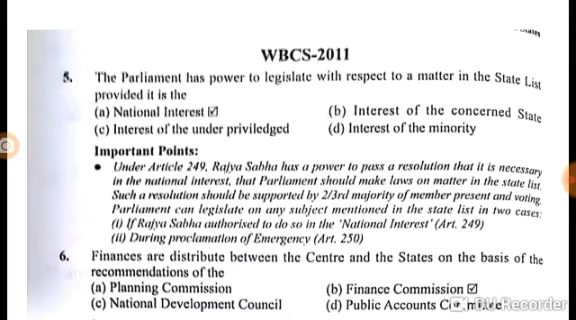 WBCS-2011
5. The Parliament has power to legislate with respect to a matter in the State List
provided it is the
(a) National Interest ☑ (b) Interest of the concerned State
(c) Interest of the under priviledged (d) Interest of the minority
Important Points:
• Under Article 249, Rajya Sabha has a power to pass a resolution that it is necessary
in the national interest, that Parliament should make laws on matter in the state list.
Such a resolution should be supported by 2/3rd majority of member present and voting.
Parliament can legislate on any subject mentioned in the state list in two cases:
(i) If Rajya Sabha authorised to do so in the 'National Interest' (Art. 249)
(ii) During proclamation of Emergency (Art. 250)
6. Finances are distribute between the Centre and the States on the basis of the
recommendations of the
(a) Planning Commission (b) Finance Commission ☑
(c) National Development Council (d) Public Accounts
Recorder